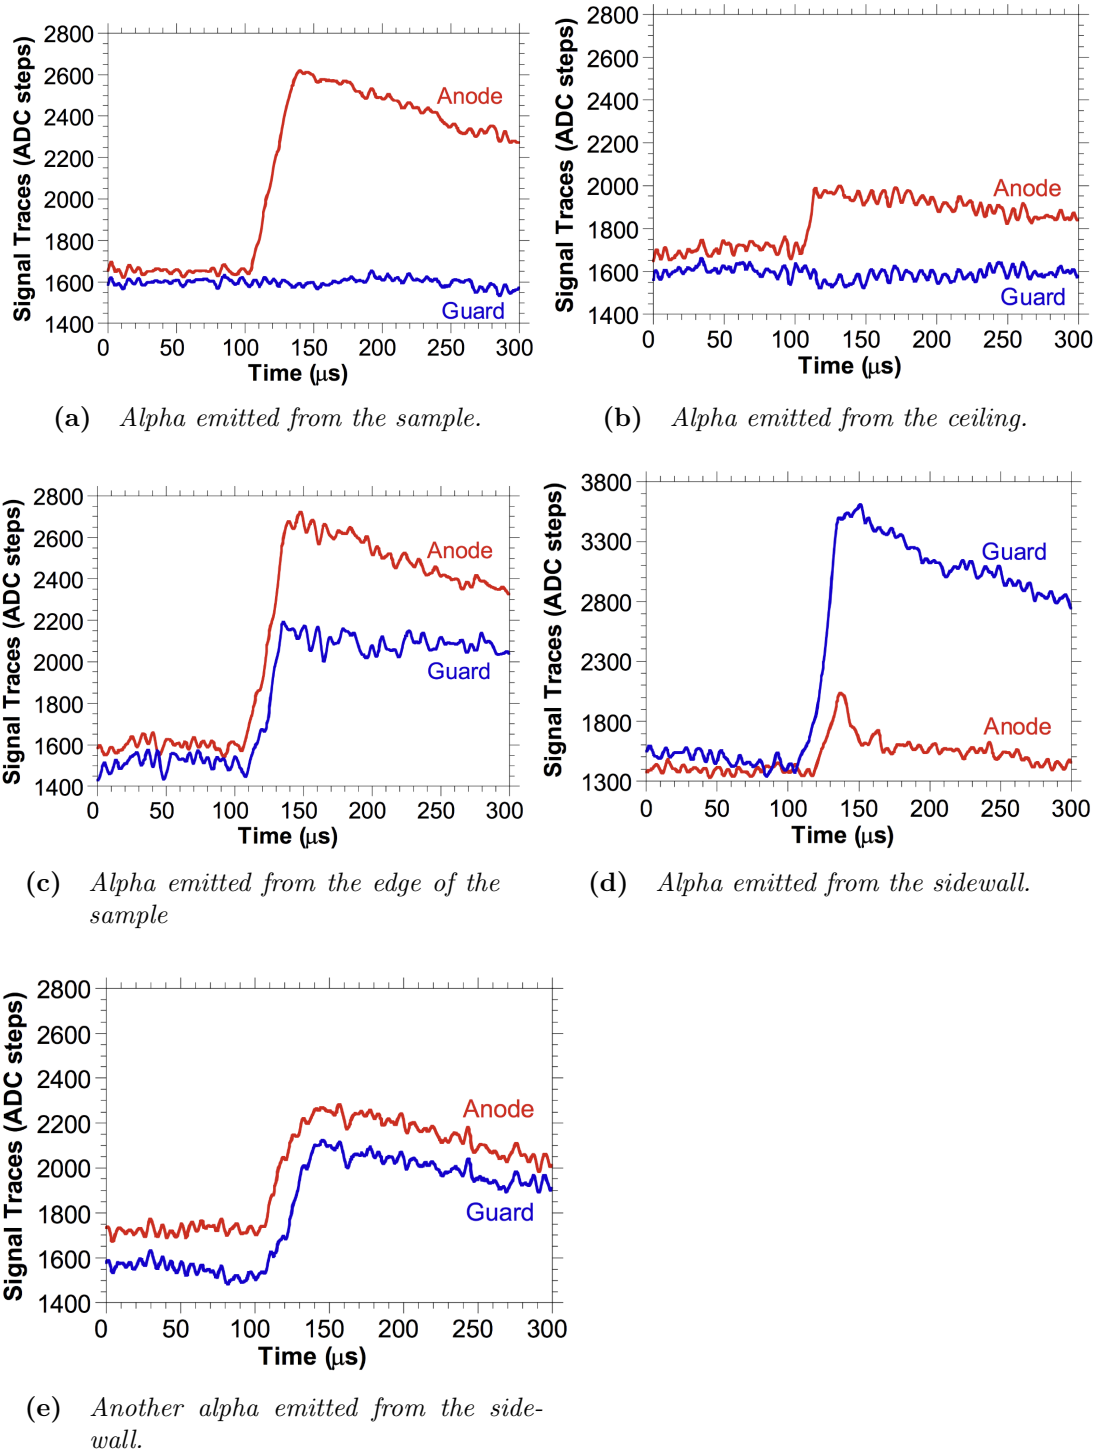 2800
2600
2400
2200
2000
1800
1600
1400
Signal Traces (ADC steps)
Anode
Guard
0 50 100 150 200 250 300
Time (μs)
(a) Alpha emitted from the sample.
2800
2600
2400
2200
2000
1800
1600
1400
Signal Traces (ADC steps)
Anode
Guard
0 50 100 150 200 250 300
Time (μs)
(b) Alpha emitted from the ceiling.
2800
2600
2400
2200
2000
1800
1600
1400
Signal Traces (ADC steps)
Anode
Guard
0 50 100 150 200 250 300
Time (μs)
(c) Alpha emitted from the edge of the
sample
3800
3300
2800
2300
1800
1300
Signal Traces (ADC steps)
Guard
Anode
0 50 100 150 200 250 300
Time (μs)
(d) Alpha emitted from the sidewall.
2800
2600
2400
2200
2000
1800
1600
1400
Signal Traces (ADC steps)
Anode
Guard
0 50 100 150 200 250 300
Time (μs)
(e) Another alpha emitted from the side-
wall.